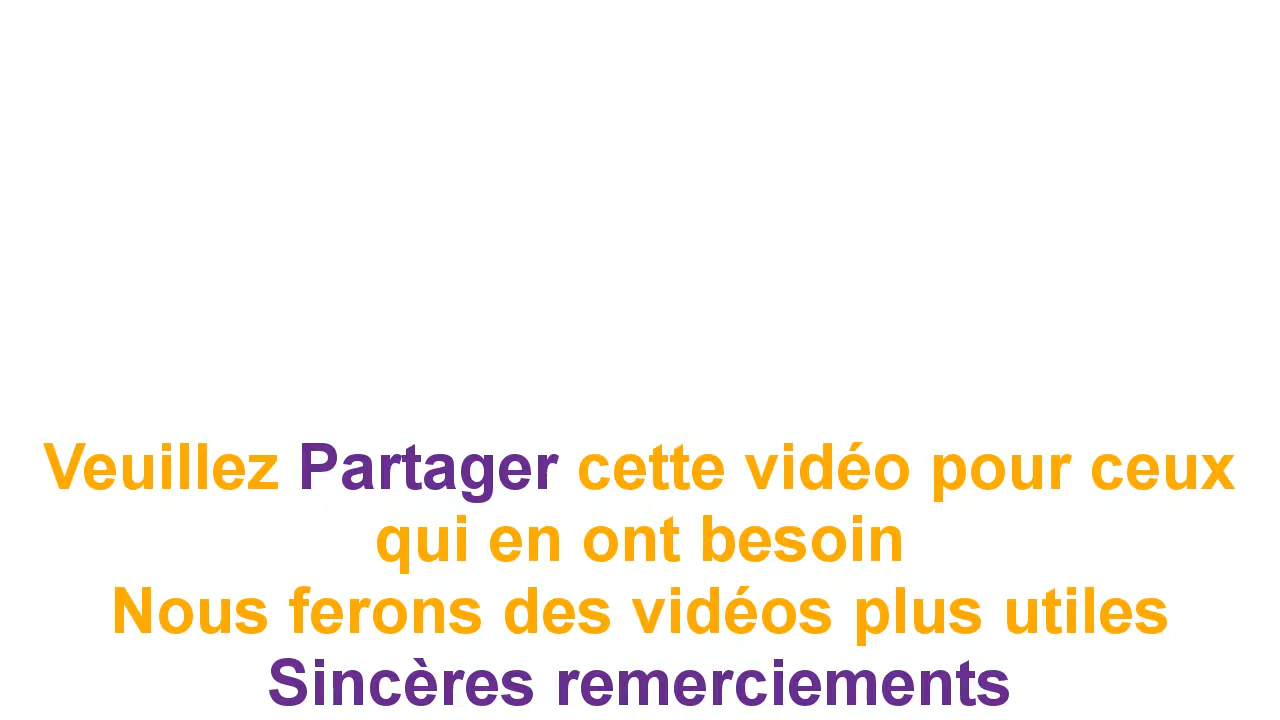 Veuillez Partager cette vidéo pour ceux
qui en ont besoin
Nous ferons des vidéos plus utiles
Sincères remerciements